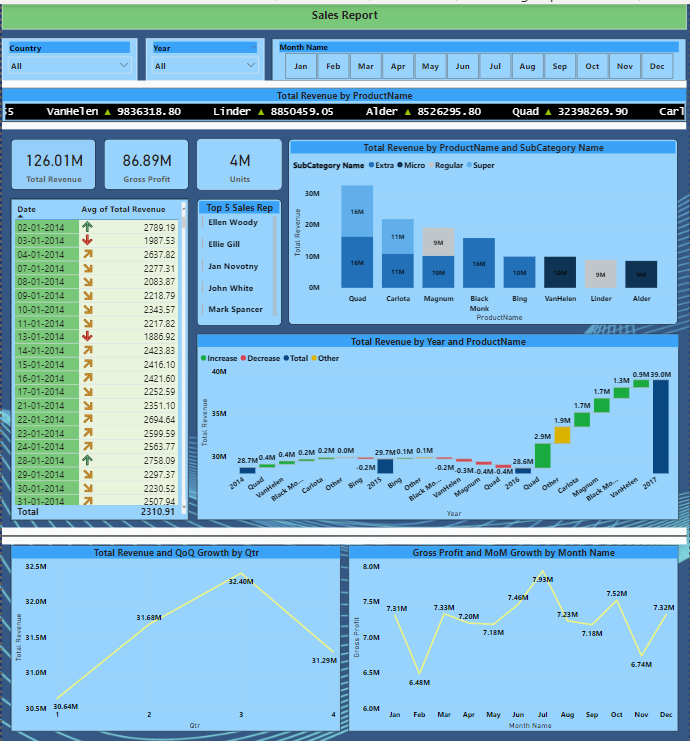 Sales Report
Country
All
Year
All
Month Name
Jan Feb Mar Apr May Jun Jul Aug Sep Oct Nov Dec
Total Revenue by ProductName
VanHelen ▲ 9836318.80 Linder ▲ 8850459.05 Alder ▲ 8526295.80 Quad ▲ 32398269.90 Carl
126.01M
Total Revenue
86.89M
Gross Profit
4M
Units
Date Avg of Total Revenue
02-01-2014 2789.19
03-01-2014 1987.53
04-01-2014 2637.82
07-01-2014 2277.31
08-01-2014 2083.87
09-01-2014 2218.79
10-01-2014 2343.57
11-01-2014 2217.82
13-01-2014 1886.92
14-01-2014 2423.83
15-01-2014 2416.10
16-01-2014 2421.60
17-01-2014 2252.59
21-01-2014 2351.10
22-01-2014 2694.64
23-01-2014 2599.59
24-01-2014 2563.77
28-01-2014 2758.09
29-01-2014 2297.37
30-01-2014 2230.52
31-01-2014 2507.94
Total 2310.91
Top 5 Sales Rep
Ellen Woody
Ellie Gill
Jan Novotny
John White
Mark Spancer
Total Revenue by ProductName and SubCategory Name
SubCategory Name Extra Micro Regular Super
Total Revenue
30M
20M
10M
0M
16M 16M 11M 11M 9M 10M 16M 10M 10M 9M 9M
Quad Carlota Magnum Black Monk Bing VanHelen Linder Alder
ProductName
Total Revenue by Year and ProductName
Increase Decrease Total Other
Total Revenue
40M
35M
30M
28.7M 0.4M 0.4M 0.2M 0.2M 0.0M -0.2M 29.7M 0.1M 0.1M -0.2M -0.3M -0.4M -0.4M 28.6M 2.9M 1.9M 1.7M 1.7M 1.3M 0.9M 39.0M
2014 Quad VanHelen Black Mo... Carlota Other Bing 2015 Bing Other Black Mo... VanHelen Magnum Quad 2016 Quad Other Carlota Magnum Black Mo... VanHelen 2017
Year
Total Revenue and QoQ Growth by Qtr
Total Revenue
32.5M
32.0M
31.5M
31.0M
30.5M
30.64M 31.68M 32.40M 31.29M
1 2 3 4
Qtr
Gross Profit and MoM Growth by Month Name
Gross Profit
8.0M
7.5M
7.0M
6.5M
6.0M
7.31M 6.48M 7.33M 7.20M 7.18M 7.46M 7.93M 7.23M 7.18M 7.52M 6.74M 7.32M
Jan Feb Mar Apr May Jun Jul Aug Sep Oct Nov Dec
Month Name